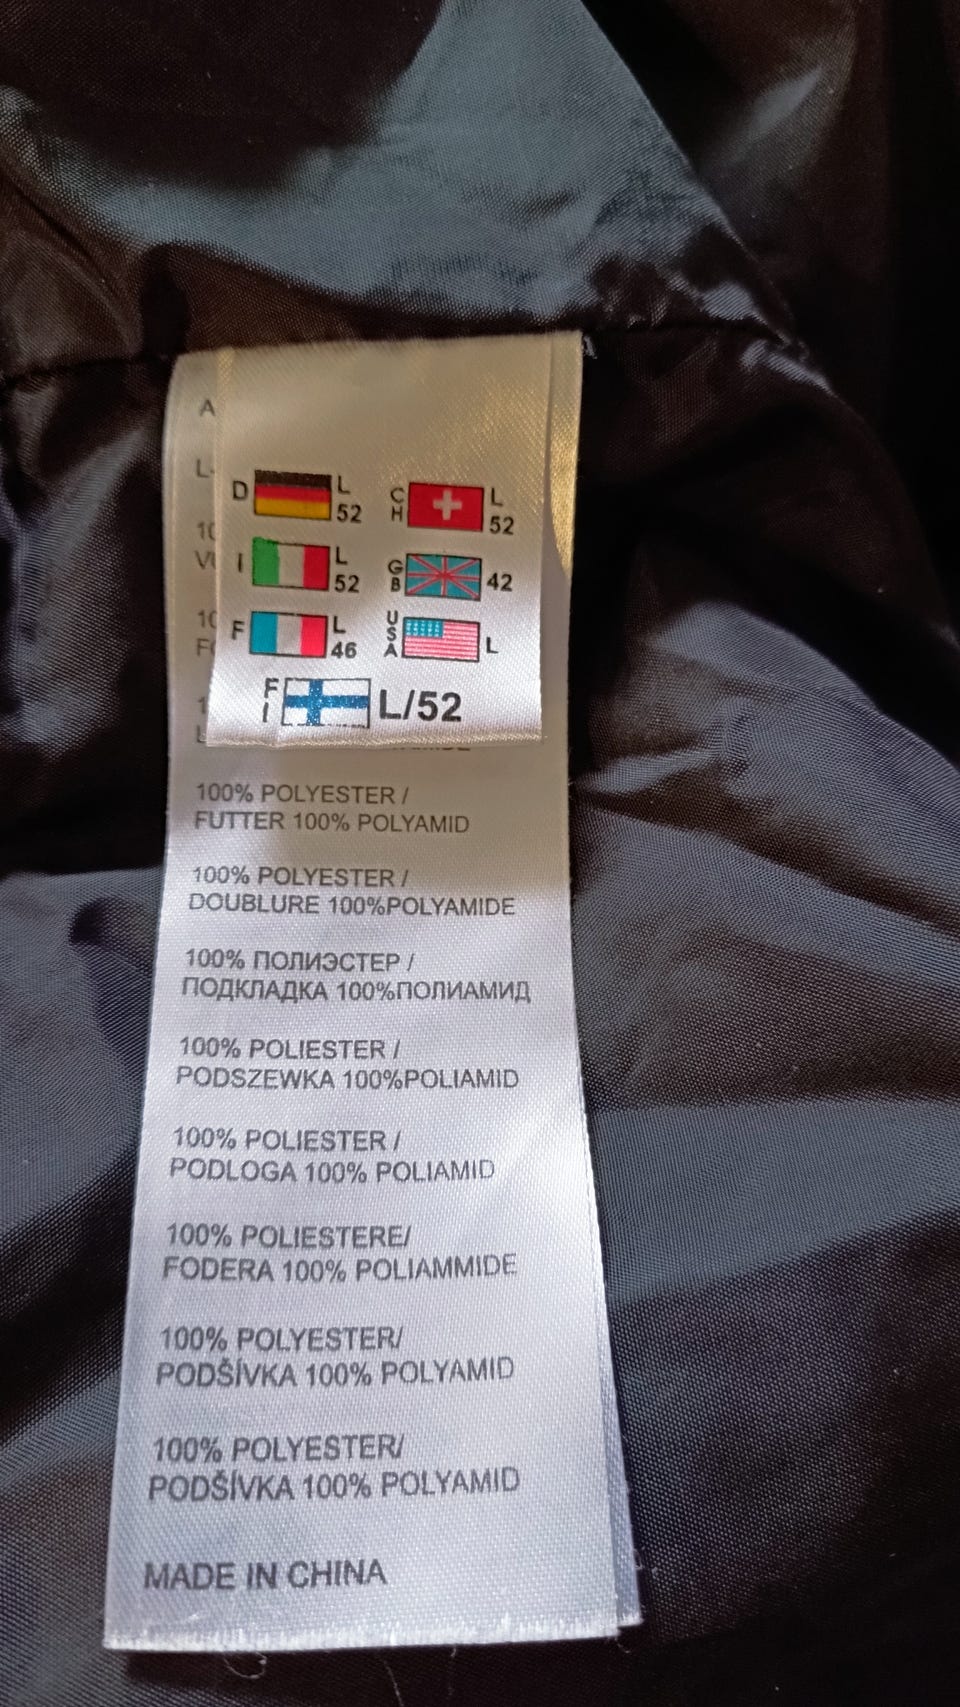 A
L-
D L 52 CH L 52
I L 52 GB 42
F L 46 USA L
FI L/52
100% POLYESTER /
FUTTER 100% POLYAMID
100% POLYESTER /
DOUBLURE 100%POLYAMIDE
100% ПОЛИЭСТЕР /
ПОДКЛАДКА 100%ПОЛИАМИД
100% POLIESTER /
PODSZEWKA 100%POLIAMID
100% POLIESTER /
PODLOGA 100% POLIAMID
100% POLIESTERE/
FODERA 100% POLIAMMIDE
100% POLYESTER/
PODŠÍVKA 100% POLYAMID
100% POLYESTER/
PODŠÍVKA 100% POLYAMID
MADE IN CHINA